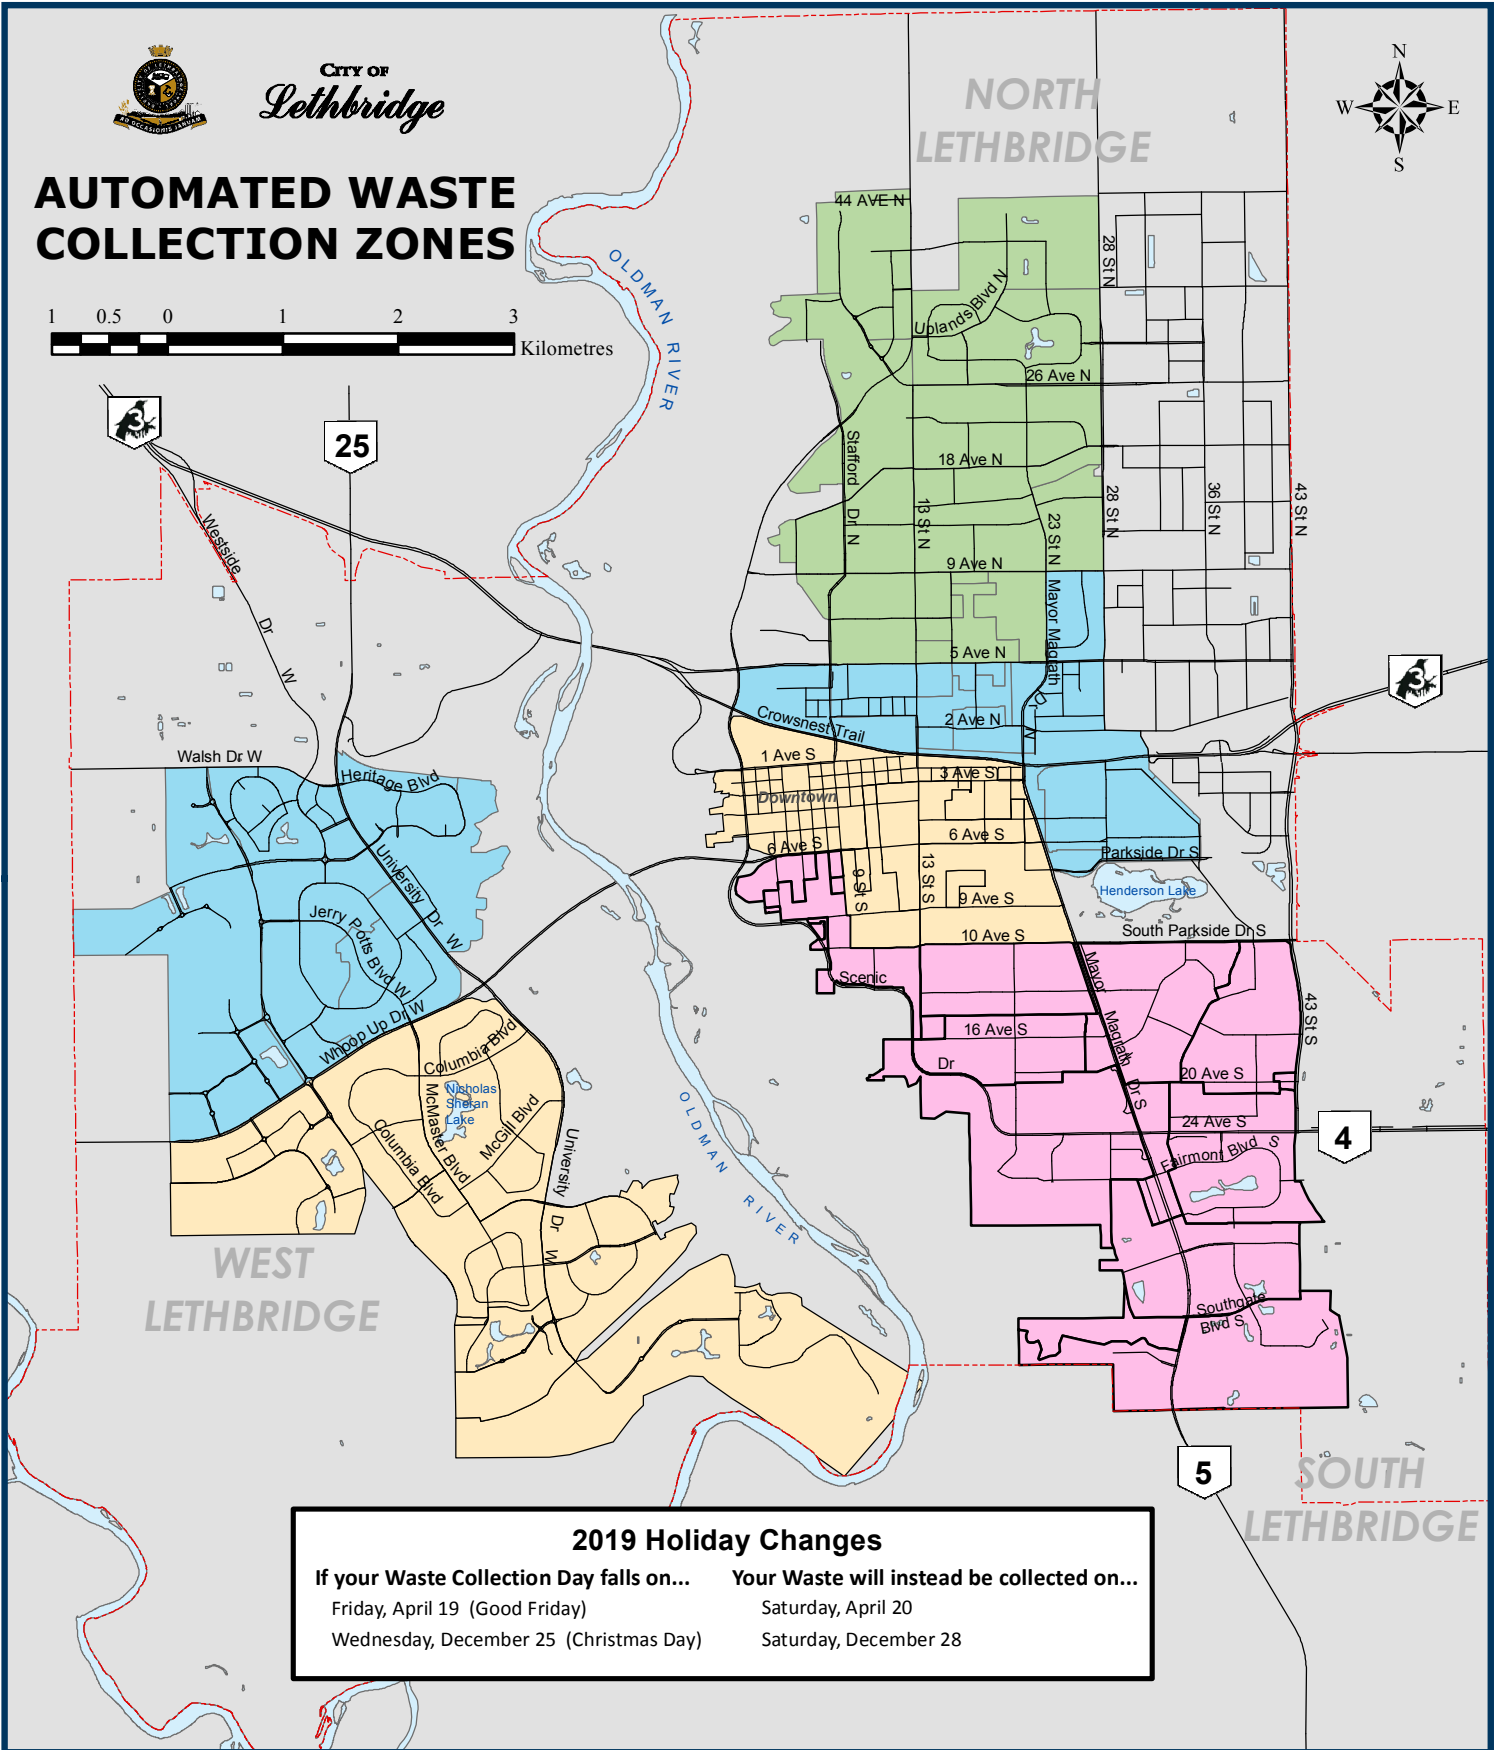 CITY OF
Lethbridge
AUTOMATED WASTE
COLLECTION ZONES
1 0.5 0 1 2 3
Kilometres
N
W E
S
NORTH
LETHBRIDGE
OLDMAN RIVER
44 AVE N
28 St N
Uplands Blvd N
26 Ave N
3
25
Stafford Dr N
18 Ave N
13 St N
23 St N
28 St N
36 St N
43 St N
Westside Dr W
9 Ave N
Mayor Magrath Dr N
5 Ave N
3
2 Ave N
Crowsnest Trail
Walsh Dr W
Heritage Blvd
1 Ave S
3 Ave S
Downtown
6 Ave S
6 Ave S
University Dr W
Parkside Dr S
Henderson Lake
9 St S
13 St S
9 Ave S
Jerry Potts Blvd W
10 Ave S
South Parkside Dr S
Scenic Dr
Mayor Magrath Dr S
43 St S
Whoop Up Dr W
16 Ave S
Columbia Blvd
20 Ave S
Nicholas
Sheran
Lake
McMaster Blvd
McGill Blvd
Columbia Blvd
University Dr W
OLDMAN RIVER
24 Ave S
4
Fairmont Blvd S
WEST
LETHBRIDGE
Southgate
Blvd S
5
SOUTH
LETHBRIDGE
2019 Holiday Changes
If your Waste Collection Day falls on... Your Waste will instead be collected on...
Friday, April 19 (Good Friday) Saturday, April 20
Wednesday, December 25 (Christmas Day) Saturday, December 28